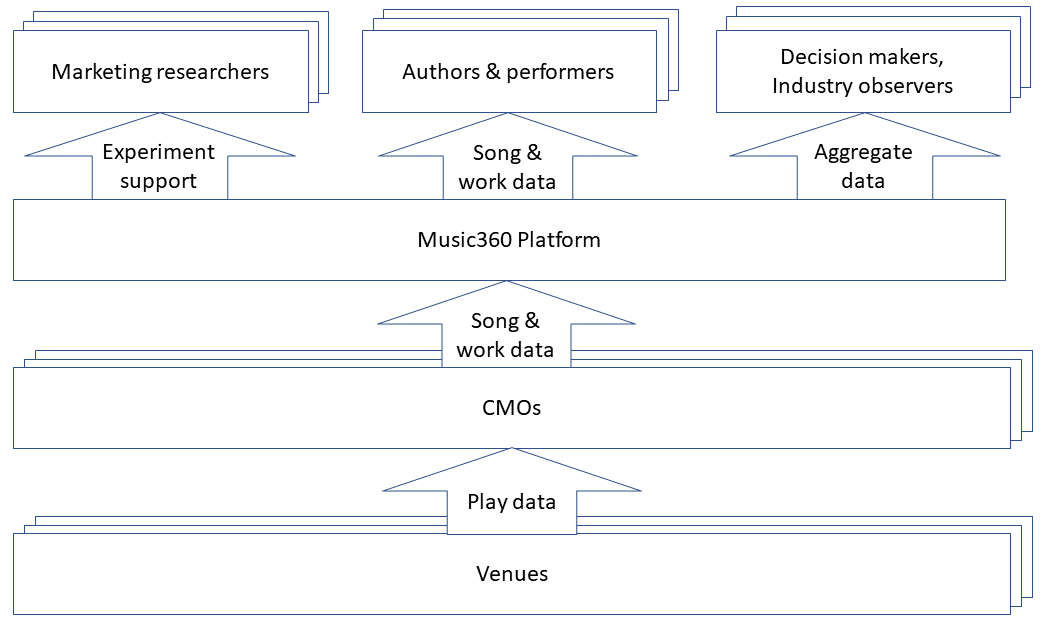 Marketing researchers
Authors & performers
Decision makers,
Industry observers
Experiment
support
Song &
work data
Aggregate
data
Music360 Platform
Song &
work data
CMOs
Play data
Venues